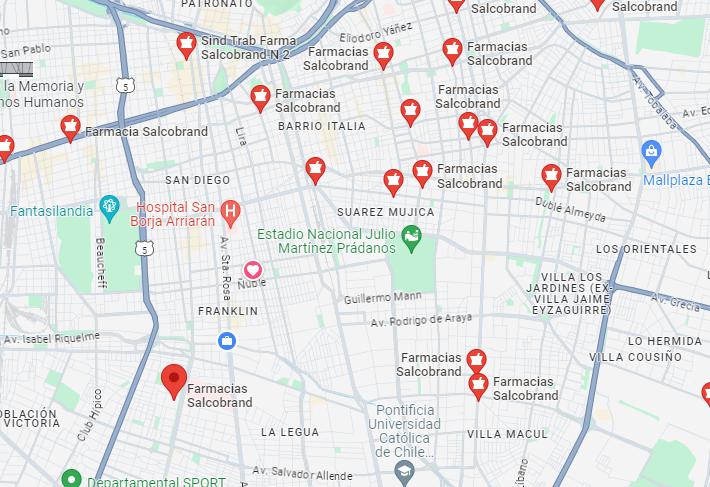 PATRONATO
Salcobrand
Salcobrand
Eliodoro Yáñez
Sind Trab Farma
Salcobrand N 2
Farmacias
Salcobrand
Farmacias
Salcobrand
San Pablo
5
la Memoria y
nos Humanos
Av. Tobalaba
Farmacias
Salcobrand
Farmacias
Salcobrand
Av. Ec
Farmacia Salcobrand
Lira
BARRIO ITALIA
Farmacias
Salcobrand
Farmacias
Salcobrand
Farmacias
Salcobrand
Mallplaza E
SAN DIEGO
Fantasilandia
Hospital San
Borja Arriarán
SUAREZ MUJICA
Dublé Almeyda
Estadio Nacional Julio
Martínez Prádanos
Beaucheff
5
Av. Sta. Rosa
LOS ORIENTALES
Ñuble
VILLA LOS
JARDINES (EX-
VILLA JAIME
EYZAGUIRRE)
Guillermo Mann
Av. Grecia
FRANKLIN
Av. Rodrigo de Araya
Av. Isabel Riquelme
LO HERMIDA
VILLA COUSIÑO
Farmacias
Salcobrand
Farmacias
Salcobrand
Farmacias
Salcobrand
Club Hípico
OBLACIÓN
VICTORIA
Pontificia
Universidad
Católica
de Chile...
LA LEGUA
VILLA MACUL
Av. Salvador Allende
íbano
Departamental SPORT